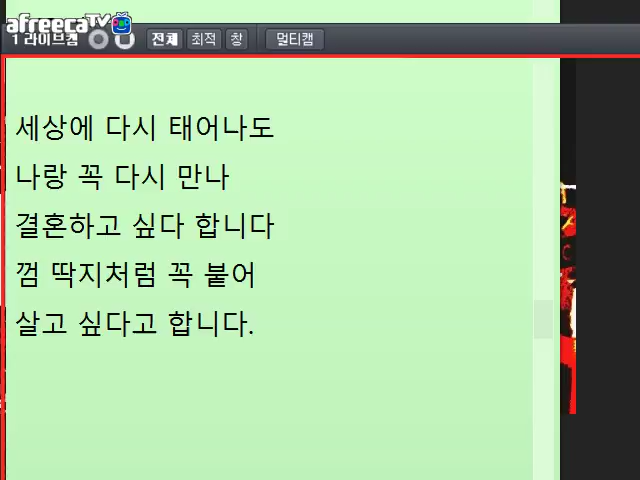 afreecaTV
1 라이브캠 전체 최적 창 멀티캠
세상에 다시 태어나도
나랑 꼭 다시 만나
결혼하고 싶다 합니다
껌 딱지처럼 꼭 붙어
살고 싶다고 합니다.